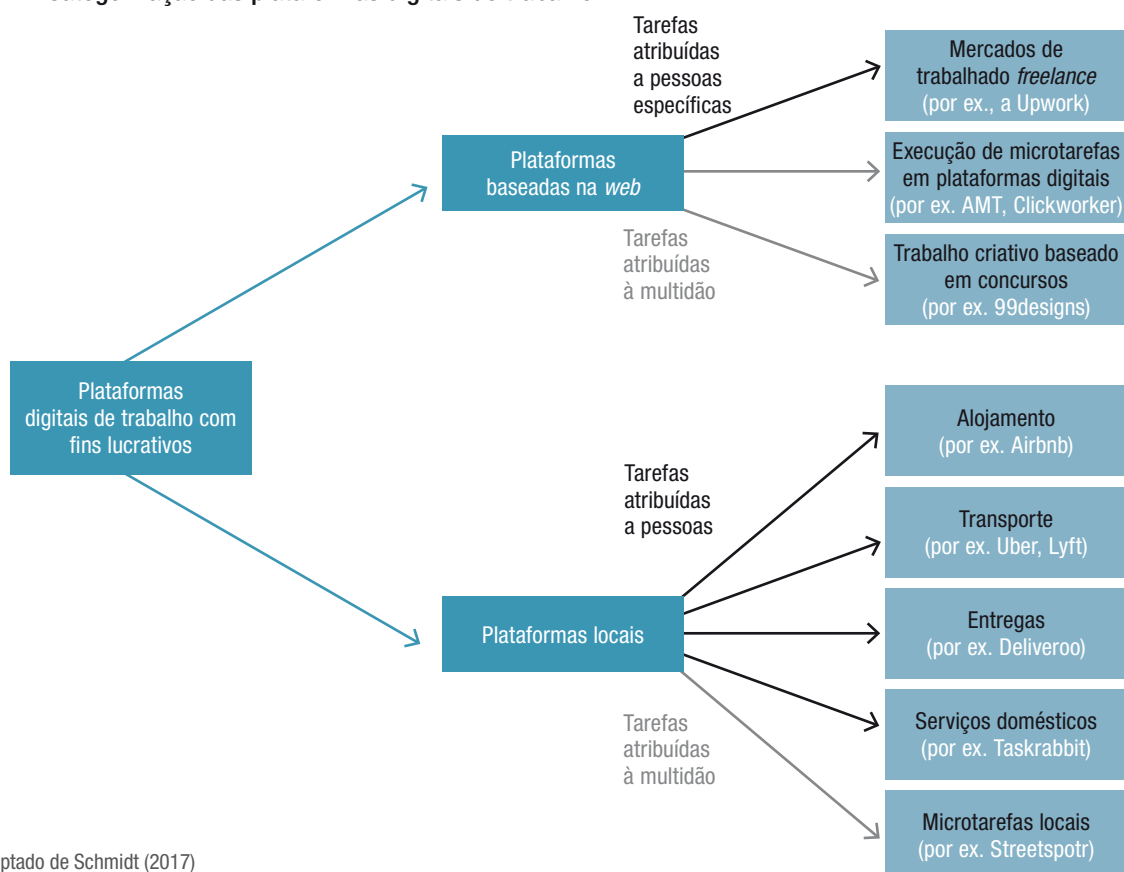 Tarefas
atribuídas
a pessoas
específicas
Mercados de
trabalhado freelance
(por ex., a Upwork)
Plataformas
baseadas na web
Execução de microtarefas
em plataformas digitais
(por ex. AMT, Clickworker)
Tarefas
atribuídas
à multidão
Trabalho criativo baseado
em concursos
(por ex. 99designs)
Plataformas
digitais de trabalho com
fins lucrativos
Alojamento
(por ex. Airbnb)
Tarefas
atribuídas
a pessoas
Transporte
(por ex. Uber, Lyft)
Plataformas locais
Entregas
(por ex. Deliveroo)
Serviços domésticos
(por ex. Taskrabbit)
Tarefas
atribuídas
à multidão
Microtarefas locais
(por ex. Streetspotr)
ptado de Schmidt (2017)